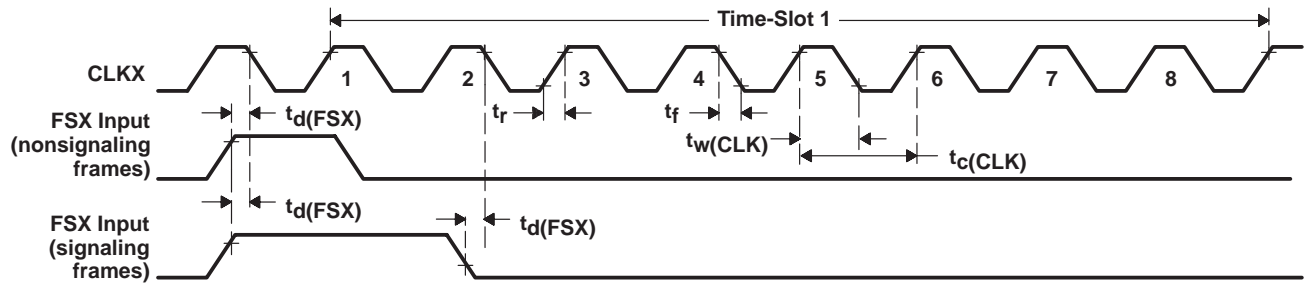 Time-Slot 1
CLKX
1 2 3 4 5 6 7 8
FSX Input
(nonsignaling
frames)
td(FSX)
tr
tf
tw(CLK)
tc(CLK)
FSX Input
(signaling
frames)
td(FSX)
td(FSX)